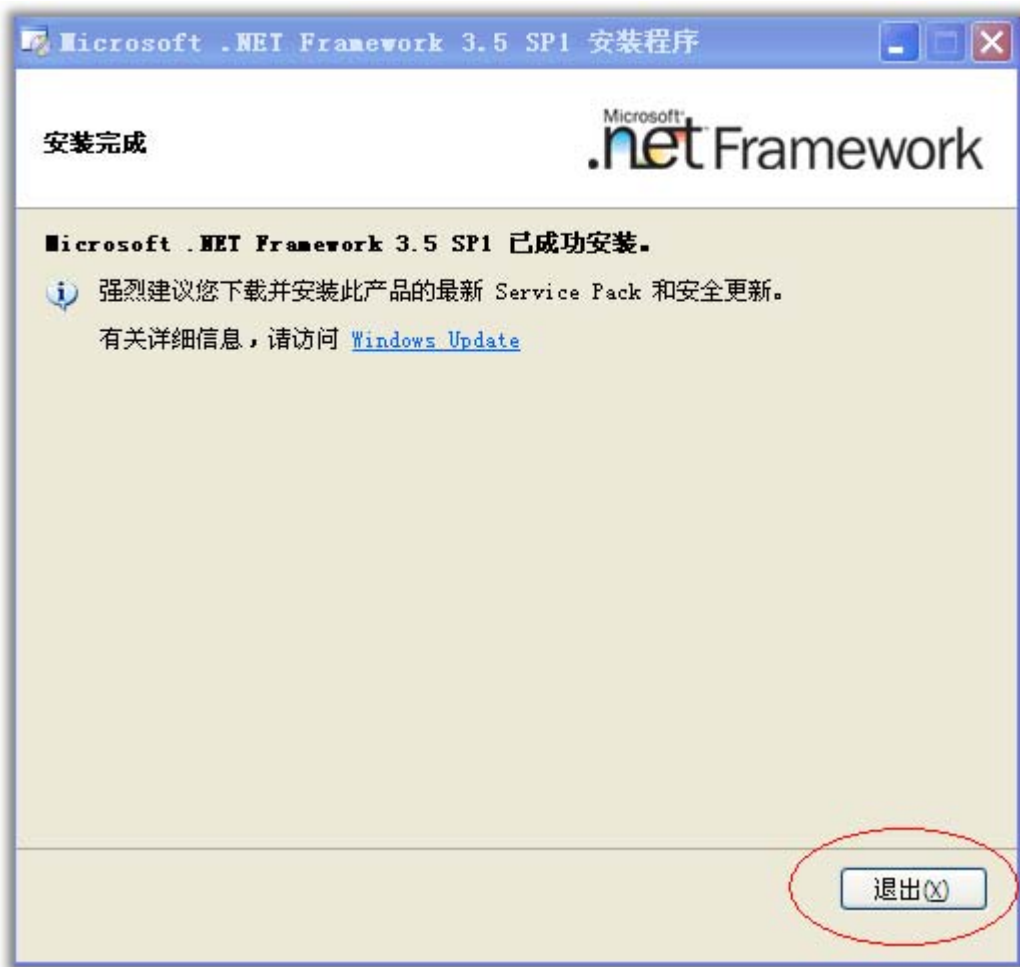 Microsoft .NET Framework 3.5 SP1 安装程序
安装完成
Microsoft
.net Framework
Microsoft .NET Framework 3.5 SP1 已成功安装。
强烈建议您下载并安装此产品的最新 Service Pack 和安全更新。
有关详细信息，请访问 Windows Update
退出(X)